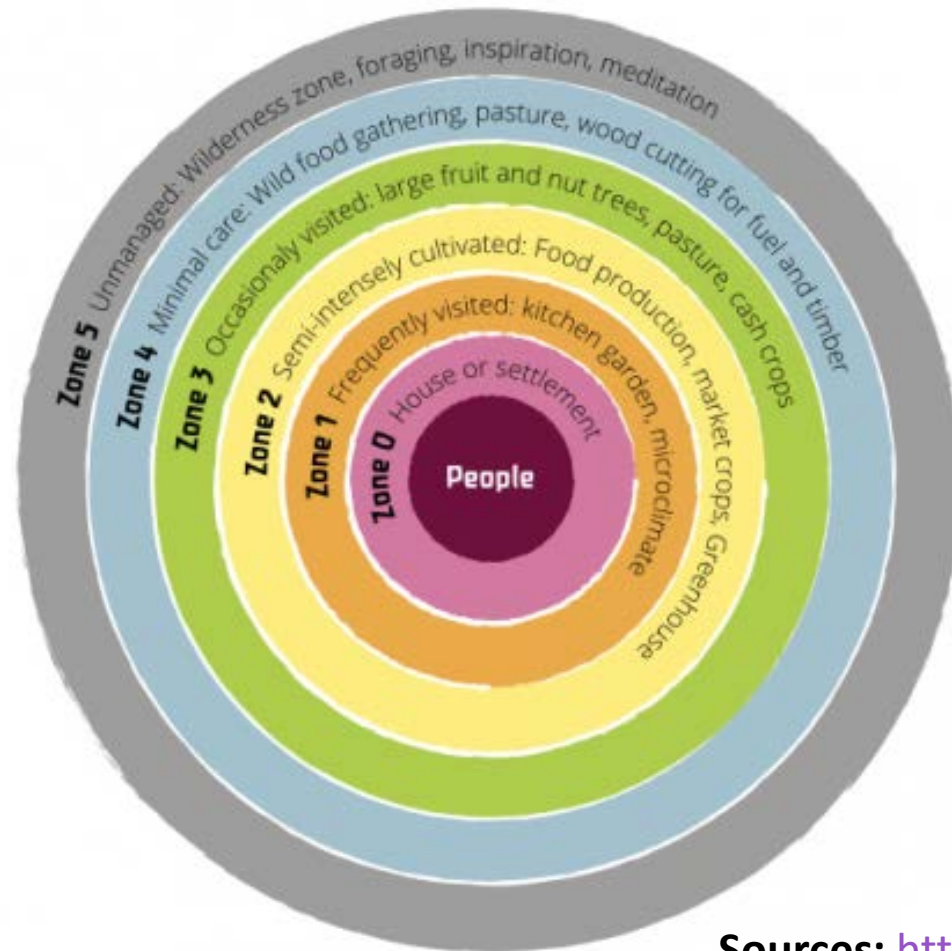 Zone 5 Unmanaged: Wilderness zone, foraging, inspiration, meditation
Zone 4 Minimal care: Wild food gathering, pasture, wood cutting for fuel and timber
Zone 3 Occasionaly visited: large fruit and nut trees, pasture, cash crops
Zone 2 Semi-intensely cultivated: Food production, market crops, Greenhouse
Zone 1 Frequently visited: kitchen garden, microclimate
Zone 0 House or settlement
People
Sources: htt